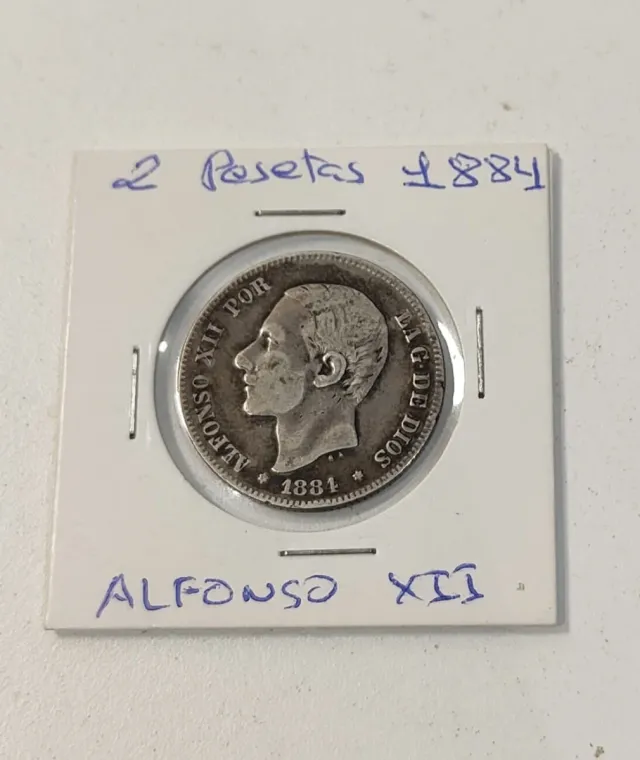 2 Pesetas 1884
ALFONSO XII POR LA G. DE DIOS
* 1884 *
ALFONSO XII